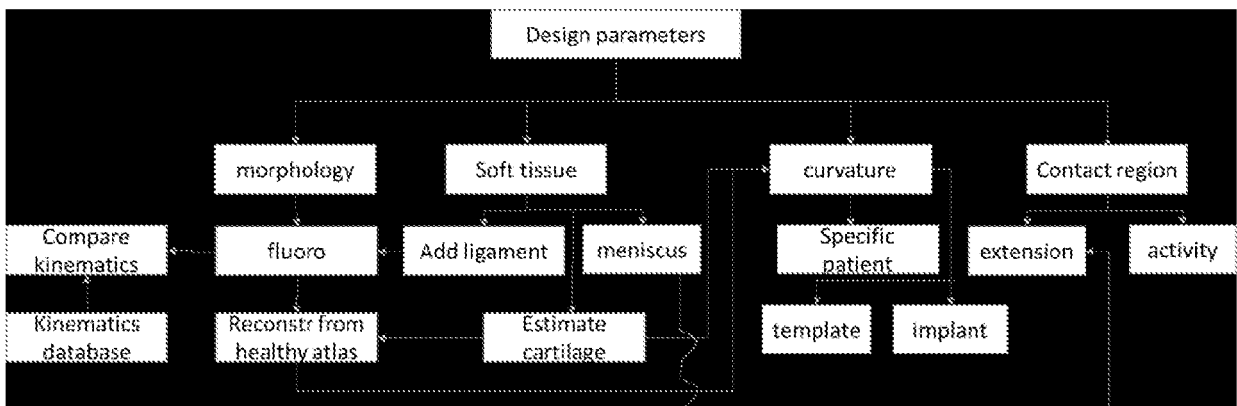 Design parameters
morphology
Soft tissue
curvature
Contact region
Compare
kinematics
fluoro
Add ligament
meniscus
Specific
patient
extension
activity
Kinematics
database
Reconstr from
healthy atlas
Estimate
cartilage
template
implant